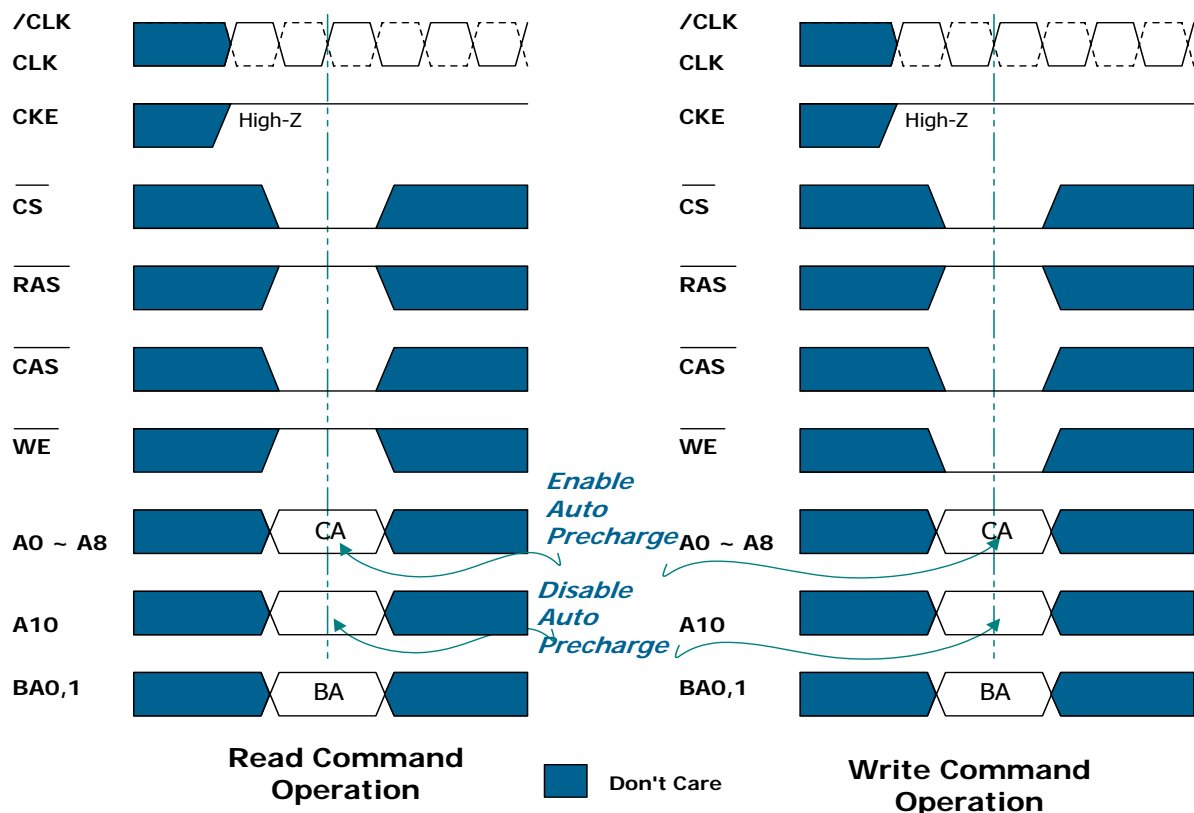 /CLK
CLK
CKE
High-Z
CS
RAS
CAS
WE
A0 ~ A8
CA
A10
BA0,1
BA
Read Command
Operation
Enable
Auto
Precharge
Disable
Auto
Precharge
Don't Care
/CLK
CLK
CKE
High-Z
CS
RAS
CAS
WE
A0 ~ A8
CA
A10
BA0,1
BA
Write Command
Operation